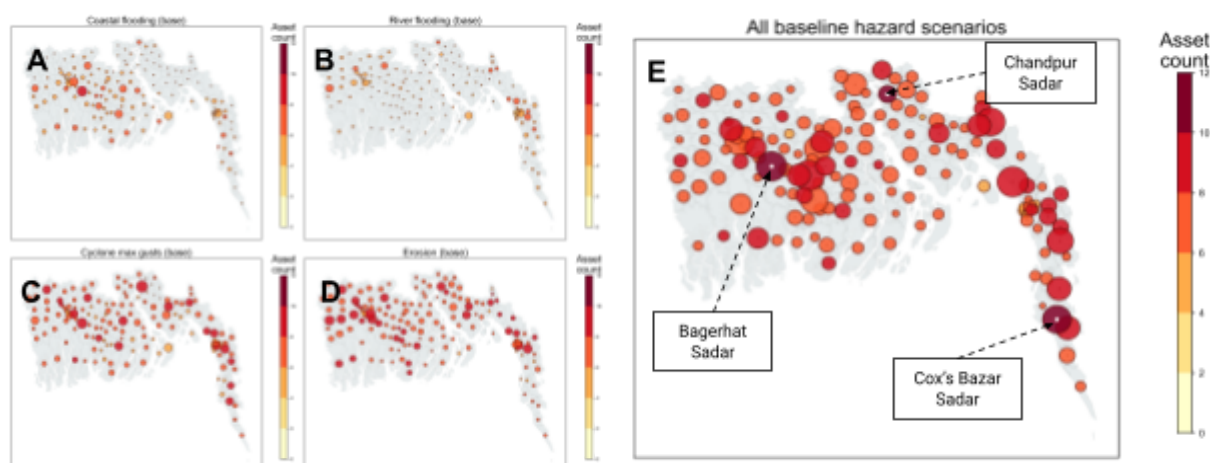 Coastal flooding (base)
Asset
count
A
River flooding (base)
Asset
count
B
Cyclone max gusts (base)
Asset
count
C
Erosion (base)
Asset
count
D
All baseline hazard scenarios
Asset
count
E
Chandpur
Sadar
Bagerhat
Sadar
Cox's Bazar
Sadar
12
10
8
6
4
2
0